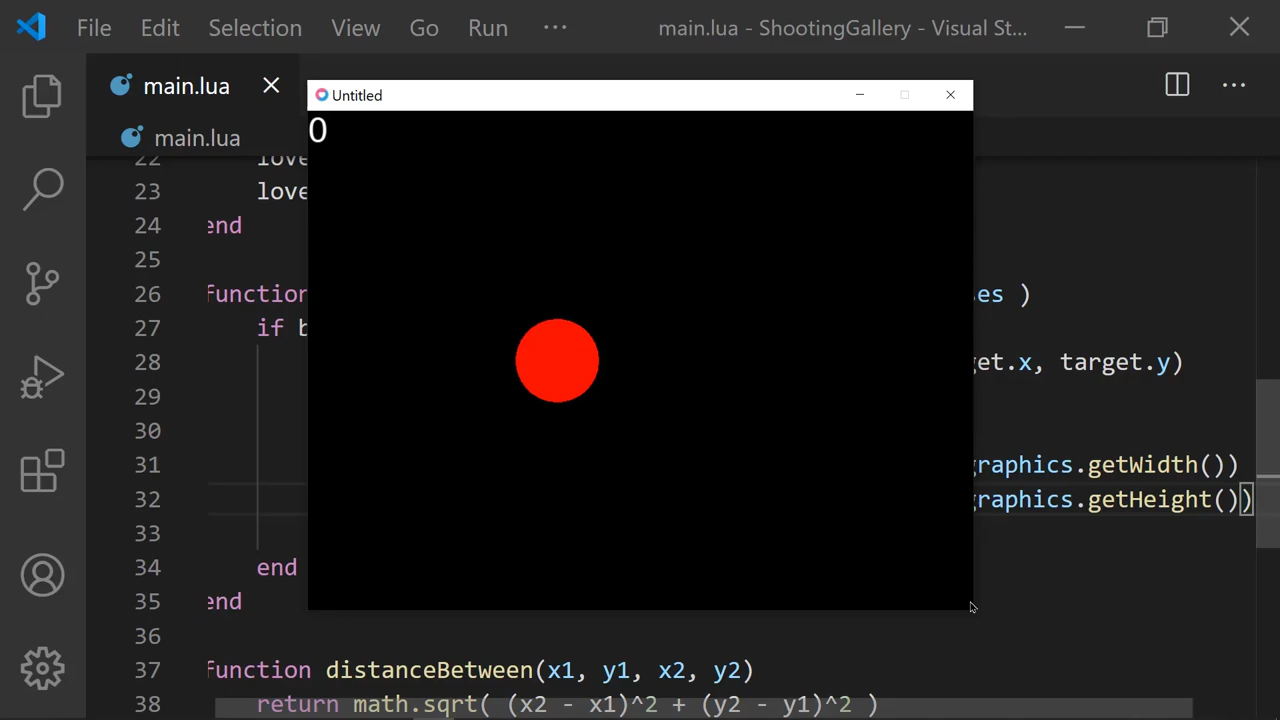 File Edit Selection View Go Run ··· main.lua - ShootingGallery - Visual St...
main.lua
Untitled
main.lua
0
22 love
23 love
24 end
25
26 function ses )
27 if b
28 get.x, target.y)
29
30
31 graphics.getWidth())
32 graphics.getHeight())
33
34 end
35 end
36
37 function distanceBetween(x1, y1, x2, y2)
38 return math.sqrt( (x2 - x1)^2 + (y2 - y1)^2 )